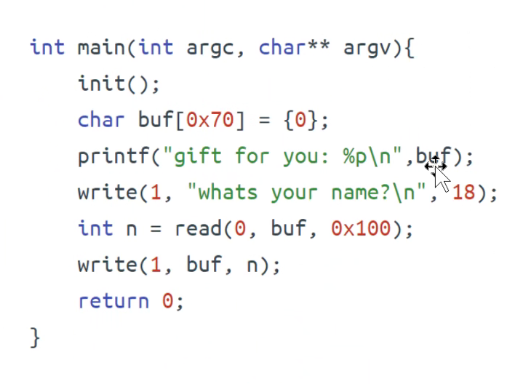 int main(int argc, char** argv){
init();
char buf[0x70] = {0};
printf("gift for you: %p\n",buf);
write(1, "whats your name?\n", 18);
int n = read(0, buf, 0x100);
write(1, buf, n);
return 0;
}